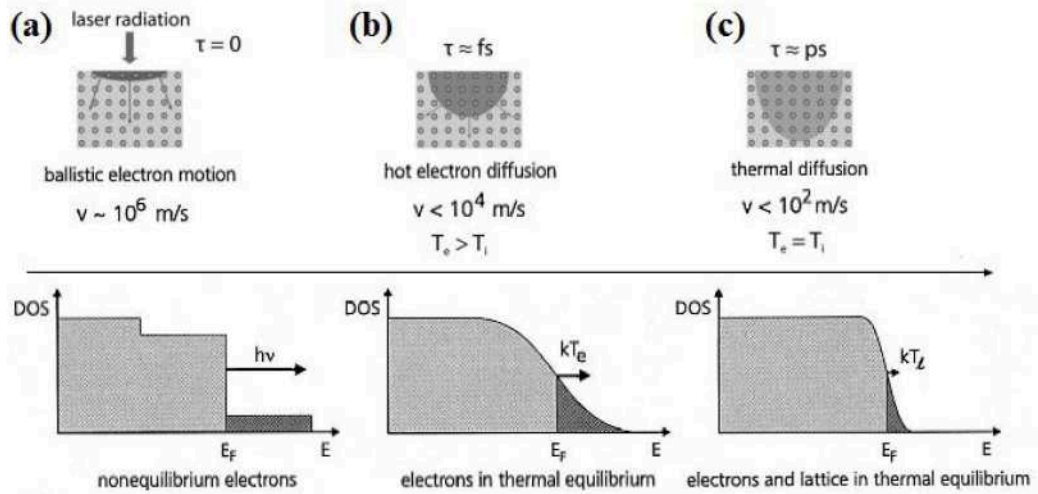 (a)
laser radiation
τ = 0
ballistic electron motion
v ~ 10⁶ m/s
(b)
τ ≈ fs
hot electron diffusion
v < 10⁴ m/s
Tₑ > Tᵢ
(c)
τ ≈ ps
thermal diffusion
v < 10² m/s
Tₑ = Tᵢ
DOS
hν
E_F
E
nonequilibrium electrons
DOS
kTₑ
E_F
E
electrons in thermal equilibrium
DOS
kT_ℓ
E_F
E
electrons and lattice in thermal equilibrium